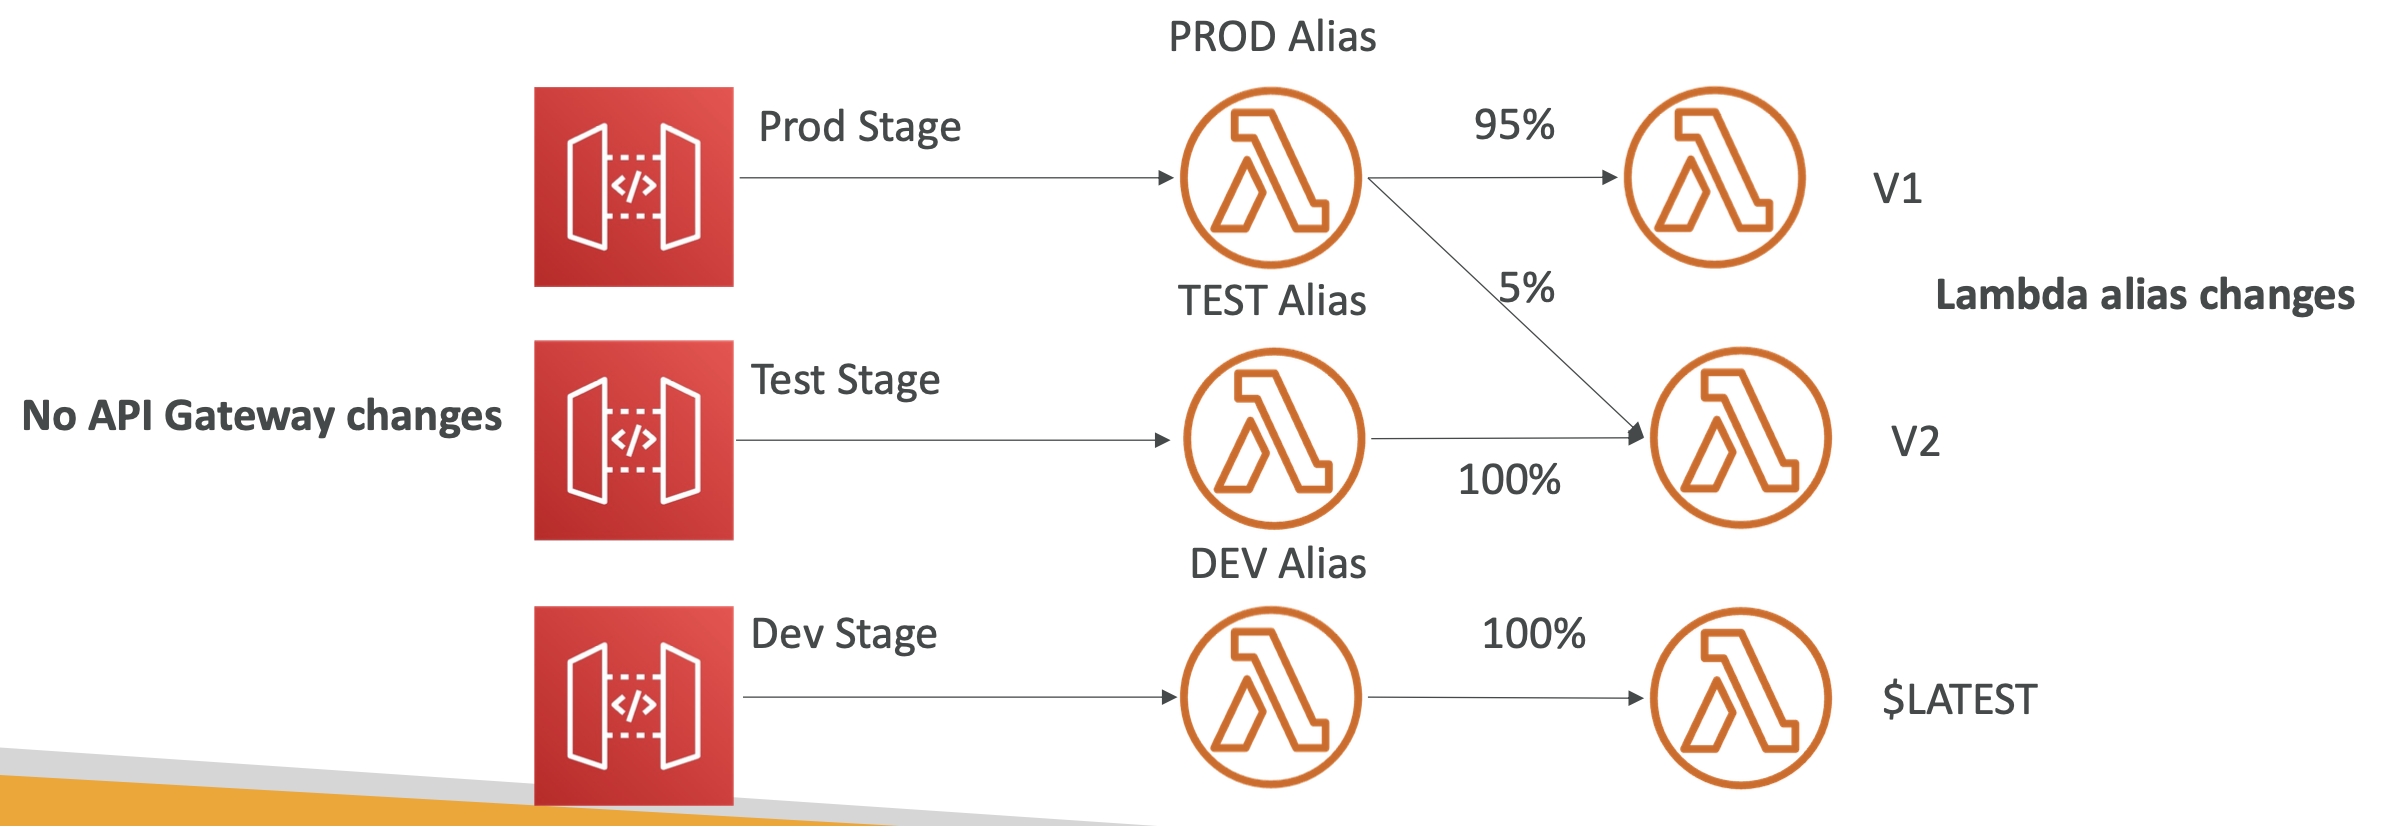 PROD Alias
Prod Stage
95%
V1
5%
Lambda alias changes
TEST Alias
Test Stage
No API Gateway changes
100%
V2
DEV Alias
Dev Stage
100%
$LATEST